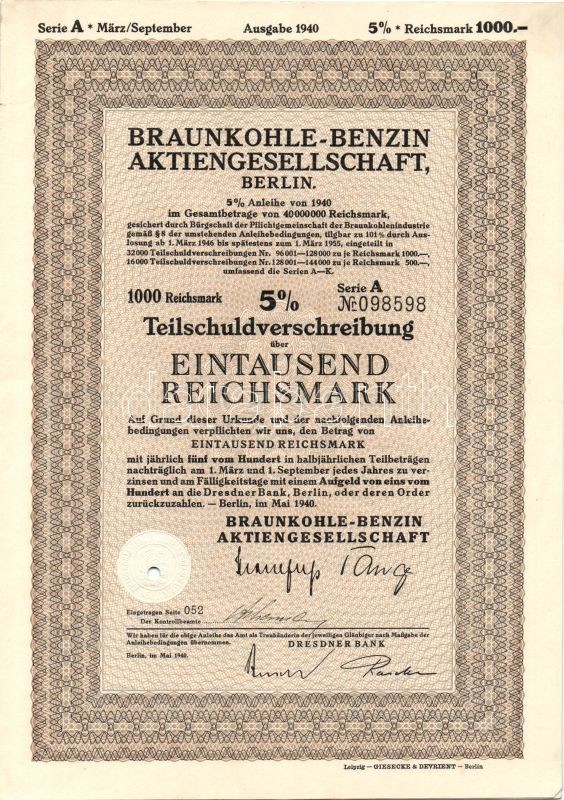 Serie A * März/September Ausgabe 1940 5% * Reichsmark 1000.—
BRAUNKOHLE-BENZIN
AKTIENGESELLSCHAFT,
BERLIN.
5% Anleihe von 1940
im Gesamtbetrage von 40000000 Reichsmark,
gesichert durch Bürgschaft der Pflichtgemeinschaft der Braunkohlenindustrie
gemäß § 8 der umstehenden Anleihebedingungen, tilgbar zu 101% durch Aus-
losung ab 1. März 1946 bis spätestens zum 1. März 1955, eingeteilt in
32000 Teilschuldverschreibungen Nr. 96001—128000 zu je Reichsmark 1000.—,
16000 Teilschuldverschreibungen Nr. 128001—144000 zu je Reichsmark 500.—,
umfassend die Serien A—K.
1000 Reichsmark 5% Serie A
№ 098598
Teilschuldverschreibung
über
EINTAUSEND
REICHSMARK
Auf Grund dieser Urkunde und der nachfolgenden Anleihe-
bedingungen verpflichten wir uns, den Betrag von
EINTAUSEND REICHSMARK
mit jährlich fünf vom Hundert in halbjährlichen Teilbeträgen
nachträglich am 1. März und 1. September jedes Jahres zu ver-
zinsen und am Fälligkeitstage mit einem Aufgeld von eins vom
Hundert an die Dresdner Bank, Berlin, oder deren Order
zurückzuzahlen. — Berlin, im Mai 1940.
BRAUNKOHLE-BENZIN
AKTIENGESELLSCHAFT
Eingetragen Seite 052
Der Kontrollbeamte
Wir haben für die obige Anleihe das Amt als Treuhänderin der jeweiligen Gläubiger nach Maßgabe der
Anleihebedingungen übernommen.
DRESDNER BANK
Berlin, im Mai 1940.
Leipzig — GIESECKE & DEVRIENT — Berlin